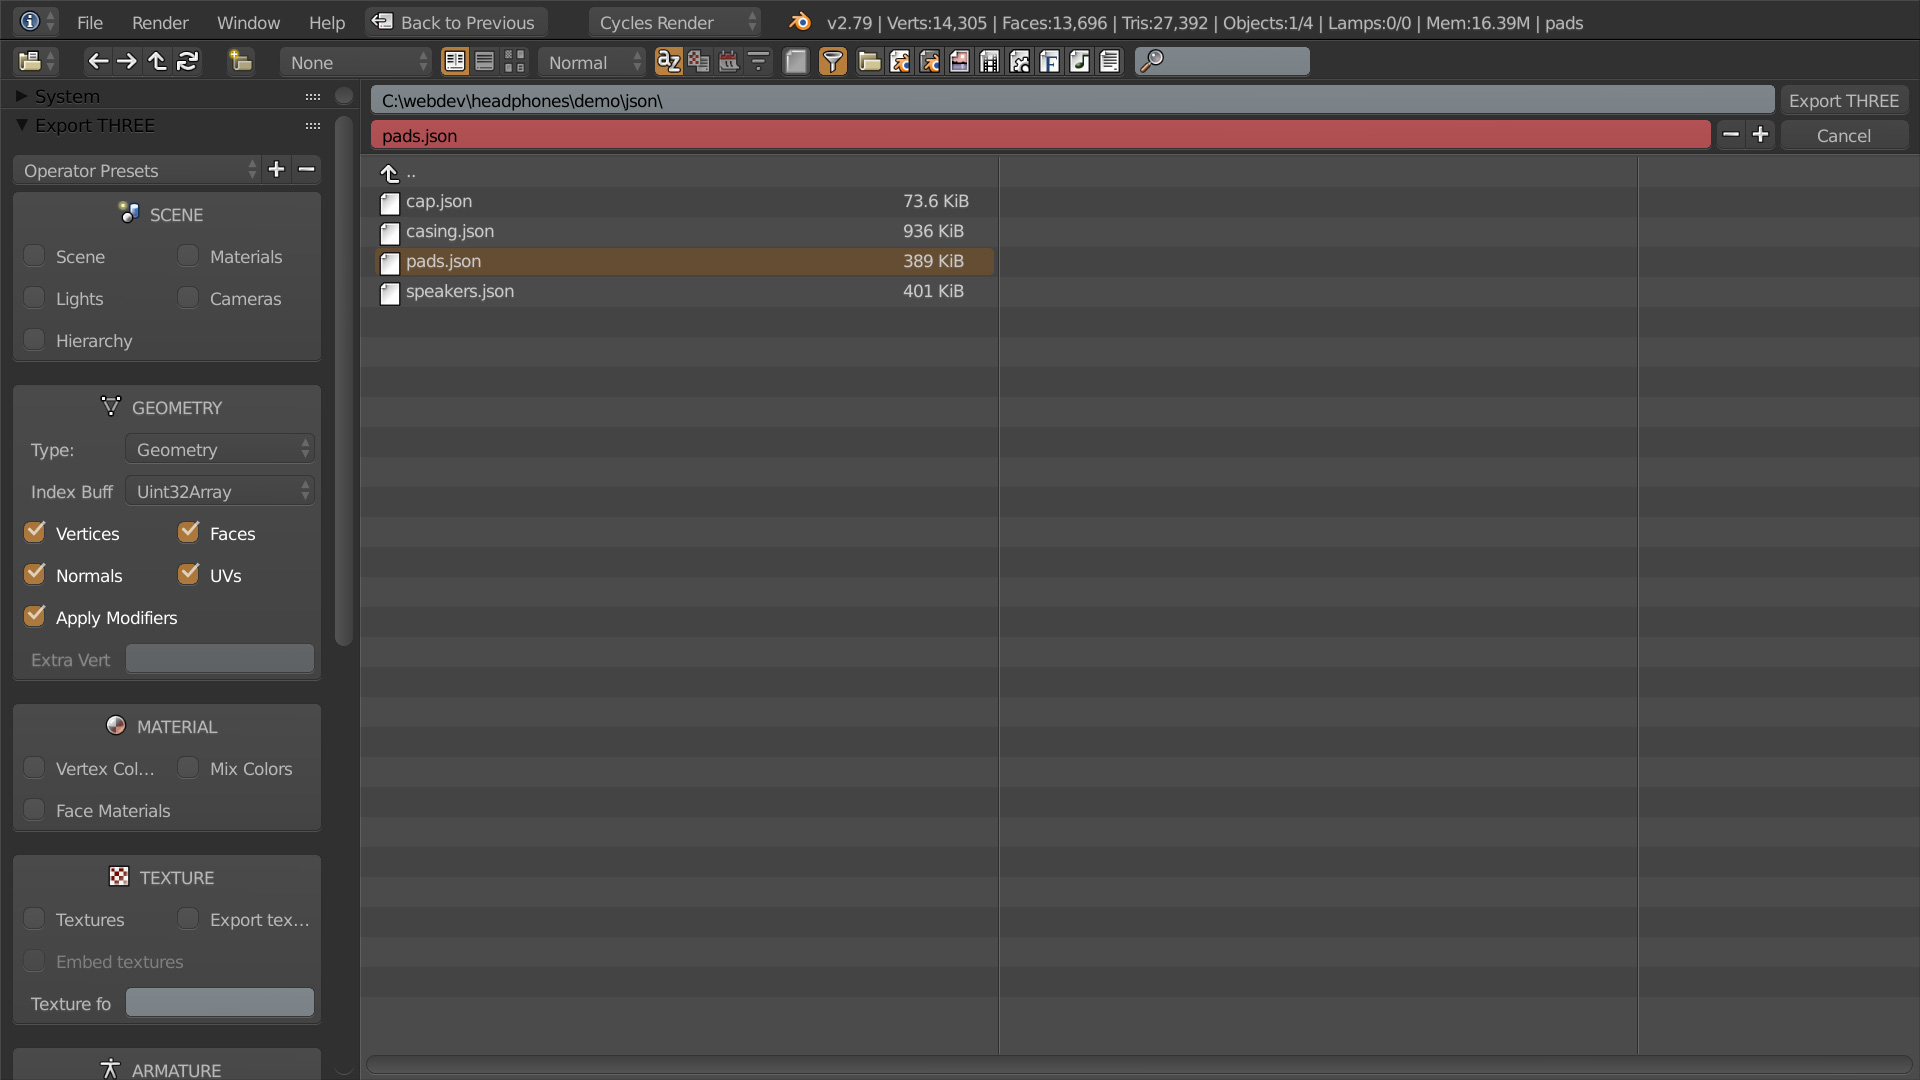 File Render Window Help Back to Previous Cycles Render v2.79 | Verts:14,305 | Faces:13,696 | Tris:27,392 | Objects:1/4 | Lamps:0/0 | Mem:16.39M | pads
None Normal
System
Export THREE
C:\webdev\headphones\demo\json\ Export THREE
pads.json Cancel
Operator Presets
SCENE
Scene Materials
Lights Cameras
Hierarchy
GEOMETRY
Type: Geometry
Index Buff Uint32Array
Vertices Faces
Normals UVs
Apply Modifiers
Extra Vert
MATERIAL
Vertex Col... Mix Colors
Face Materials
TEXTURE
Textures Export tex...
Embed textures
Texture fo
ARMATURE
..
cap.json 73.6 KiB
casing.json 936 KiB
pads.json 389 KiB
speakers.json 401 KiB